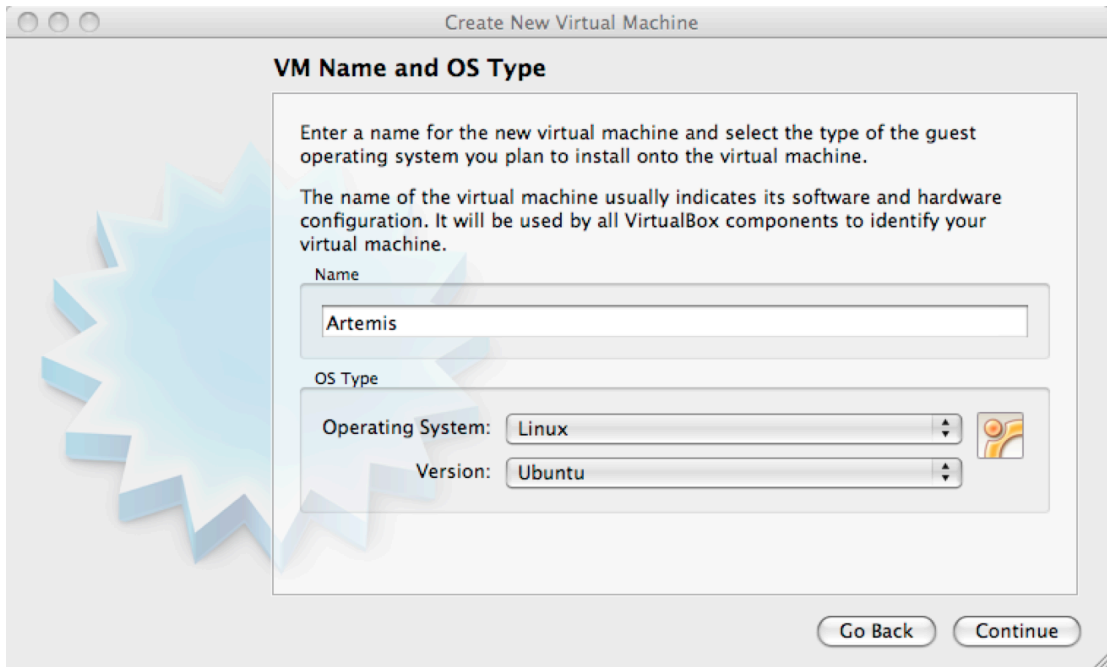 Create New Virtual Machine
VM Name and OS Type
Enter a name for the new virtual machine and select the type of the guest
operating system you plan to install onto the virtual machine.
The name of the virtual machine usually indicates its software and hardware
configuration. It will be used by all VirtualBox components to identify your
virtual machine.
Name
Artemis
OS Type
Operating System: Linux
Version: Ubuntu
Go Back Continue